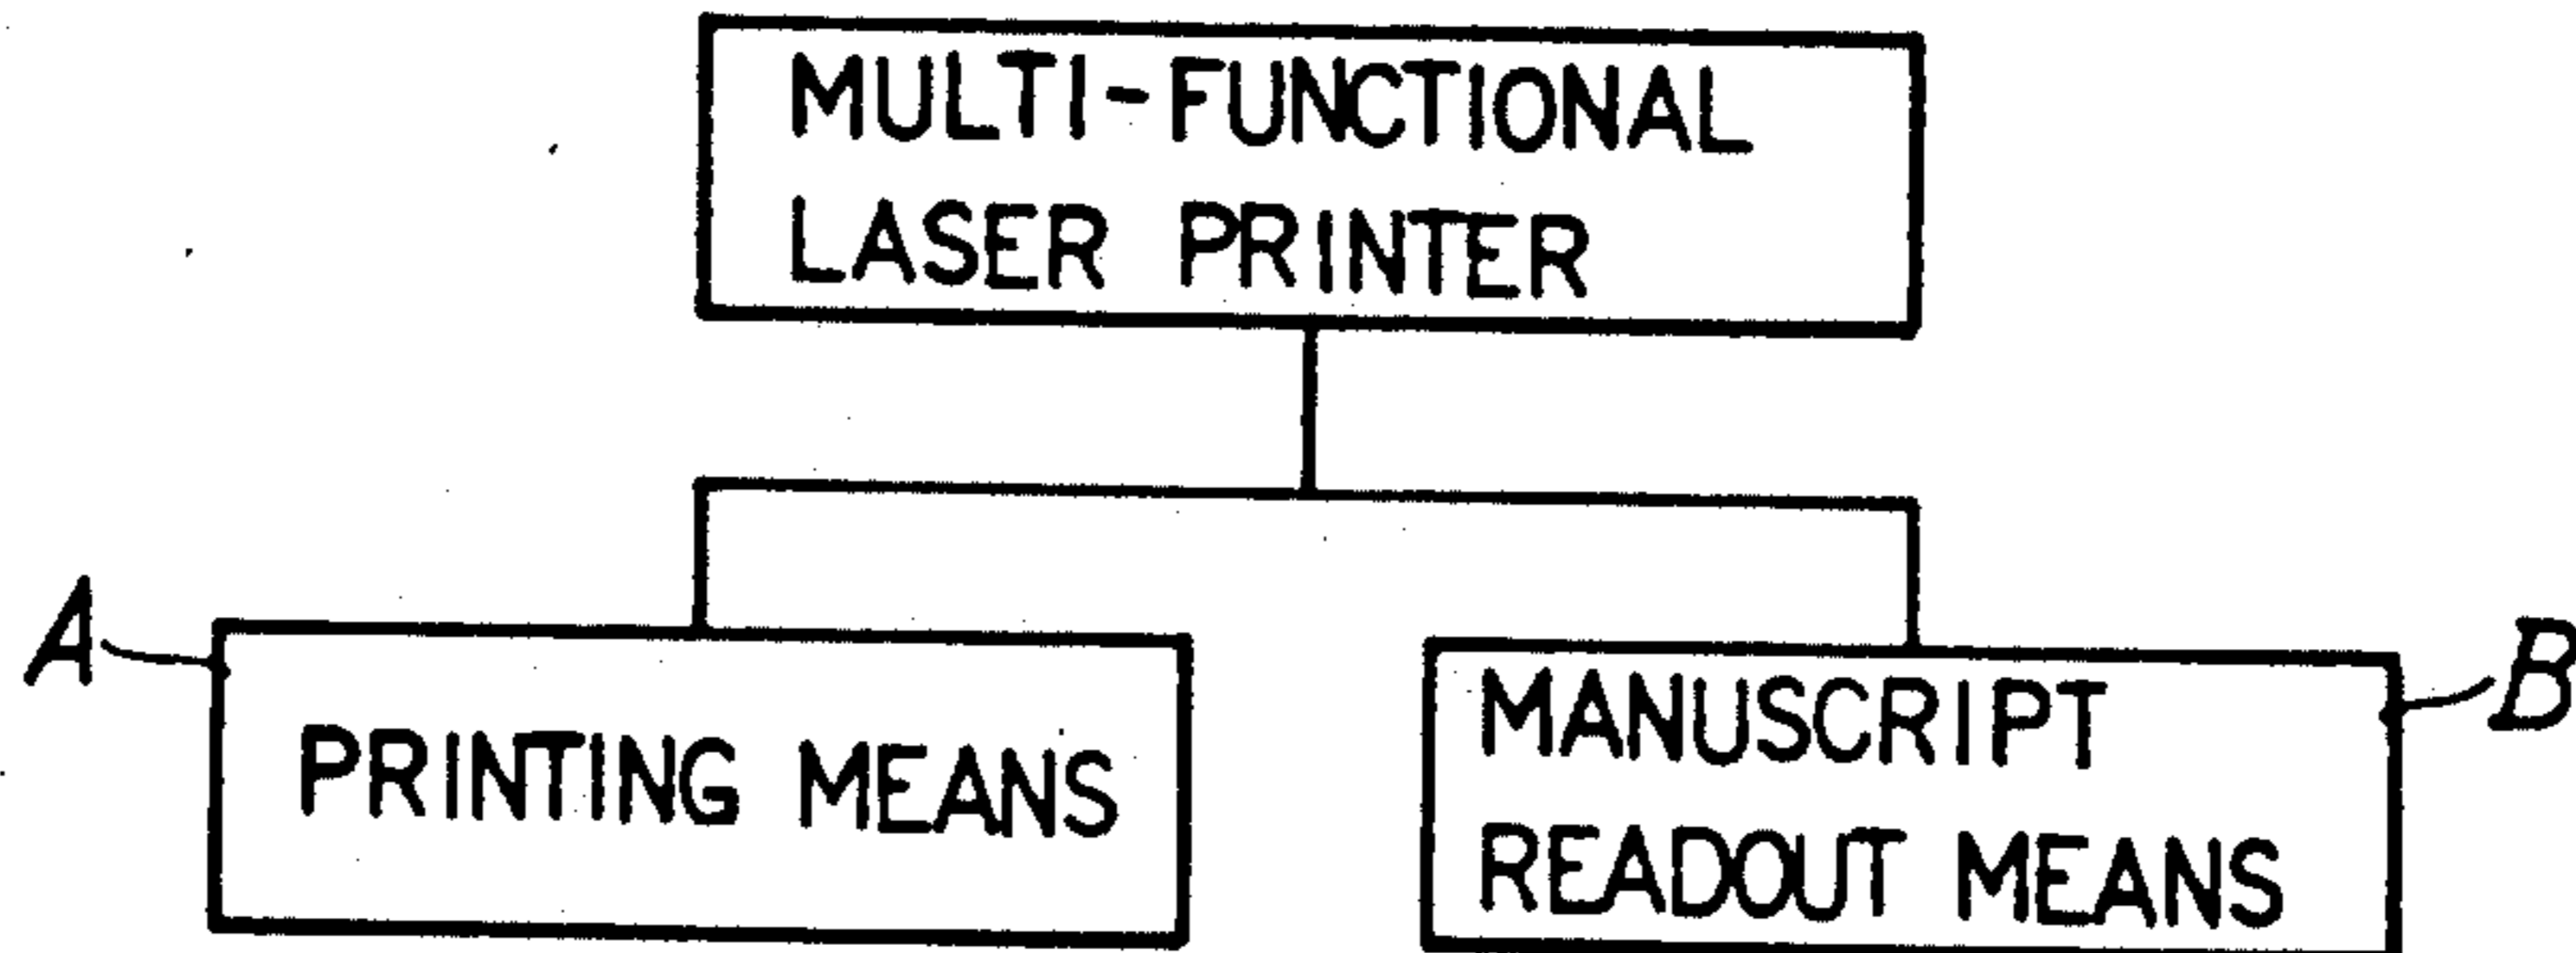 MULTI-FUNCTIONAL
LASER PRINTER
A
PRINTING MEANS
MANUSCRIPT
READOUT MEANS
B